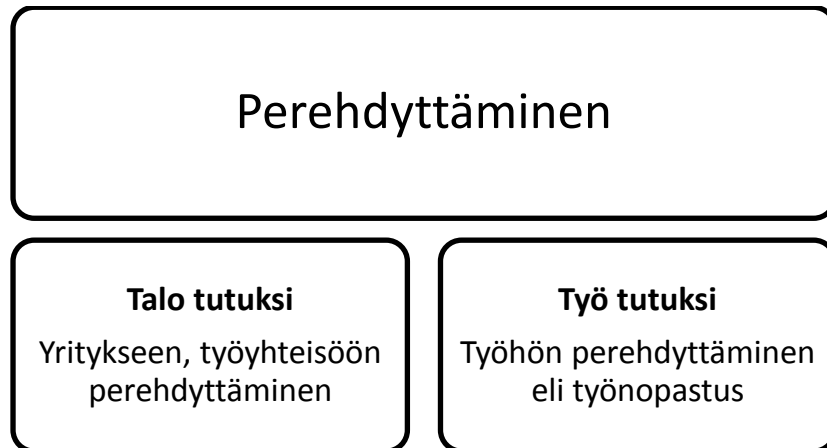 Perehdyttäminen
Talo tutuksi
Yritykseen, työyhteisöön
perehdyttäminen
Työ tutuksi
Työhön perehdyttäminen
eli työnopastus